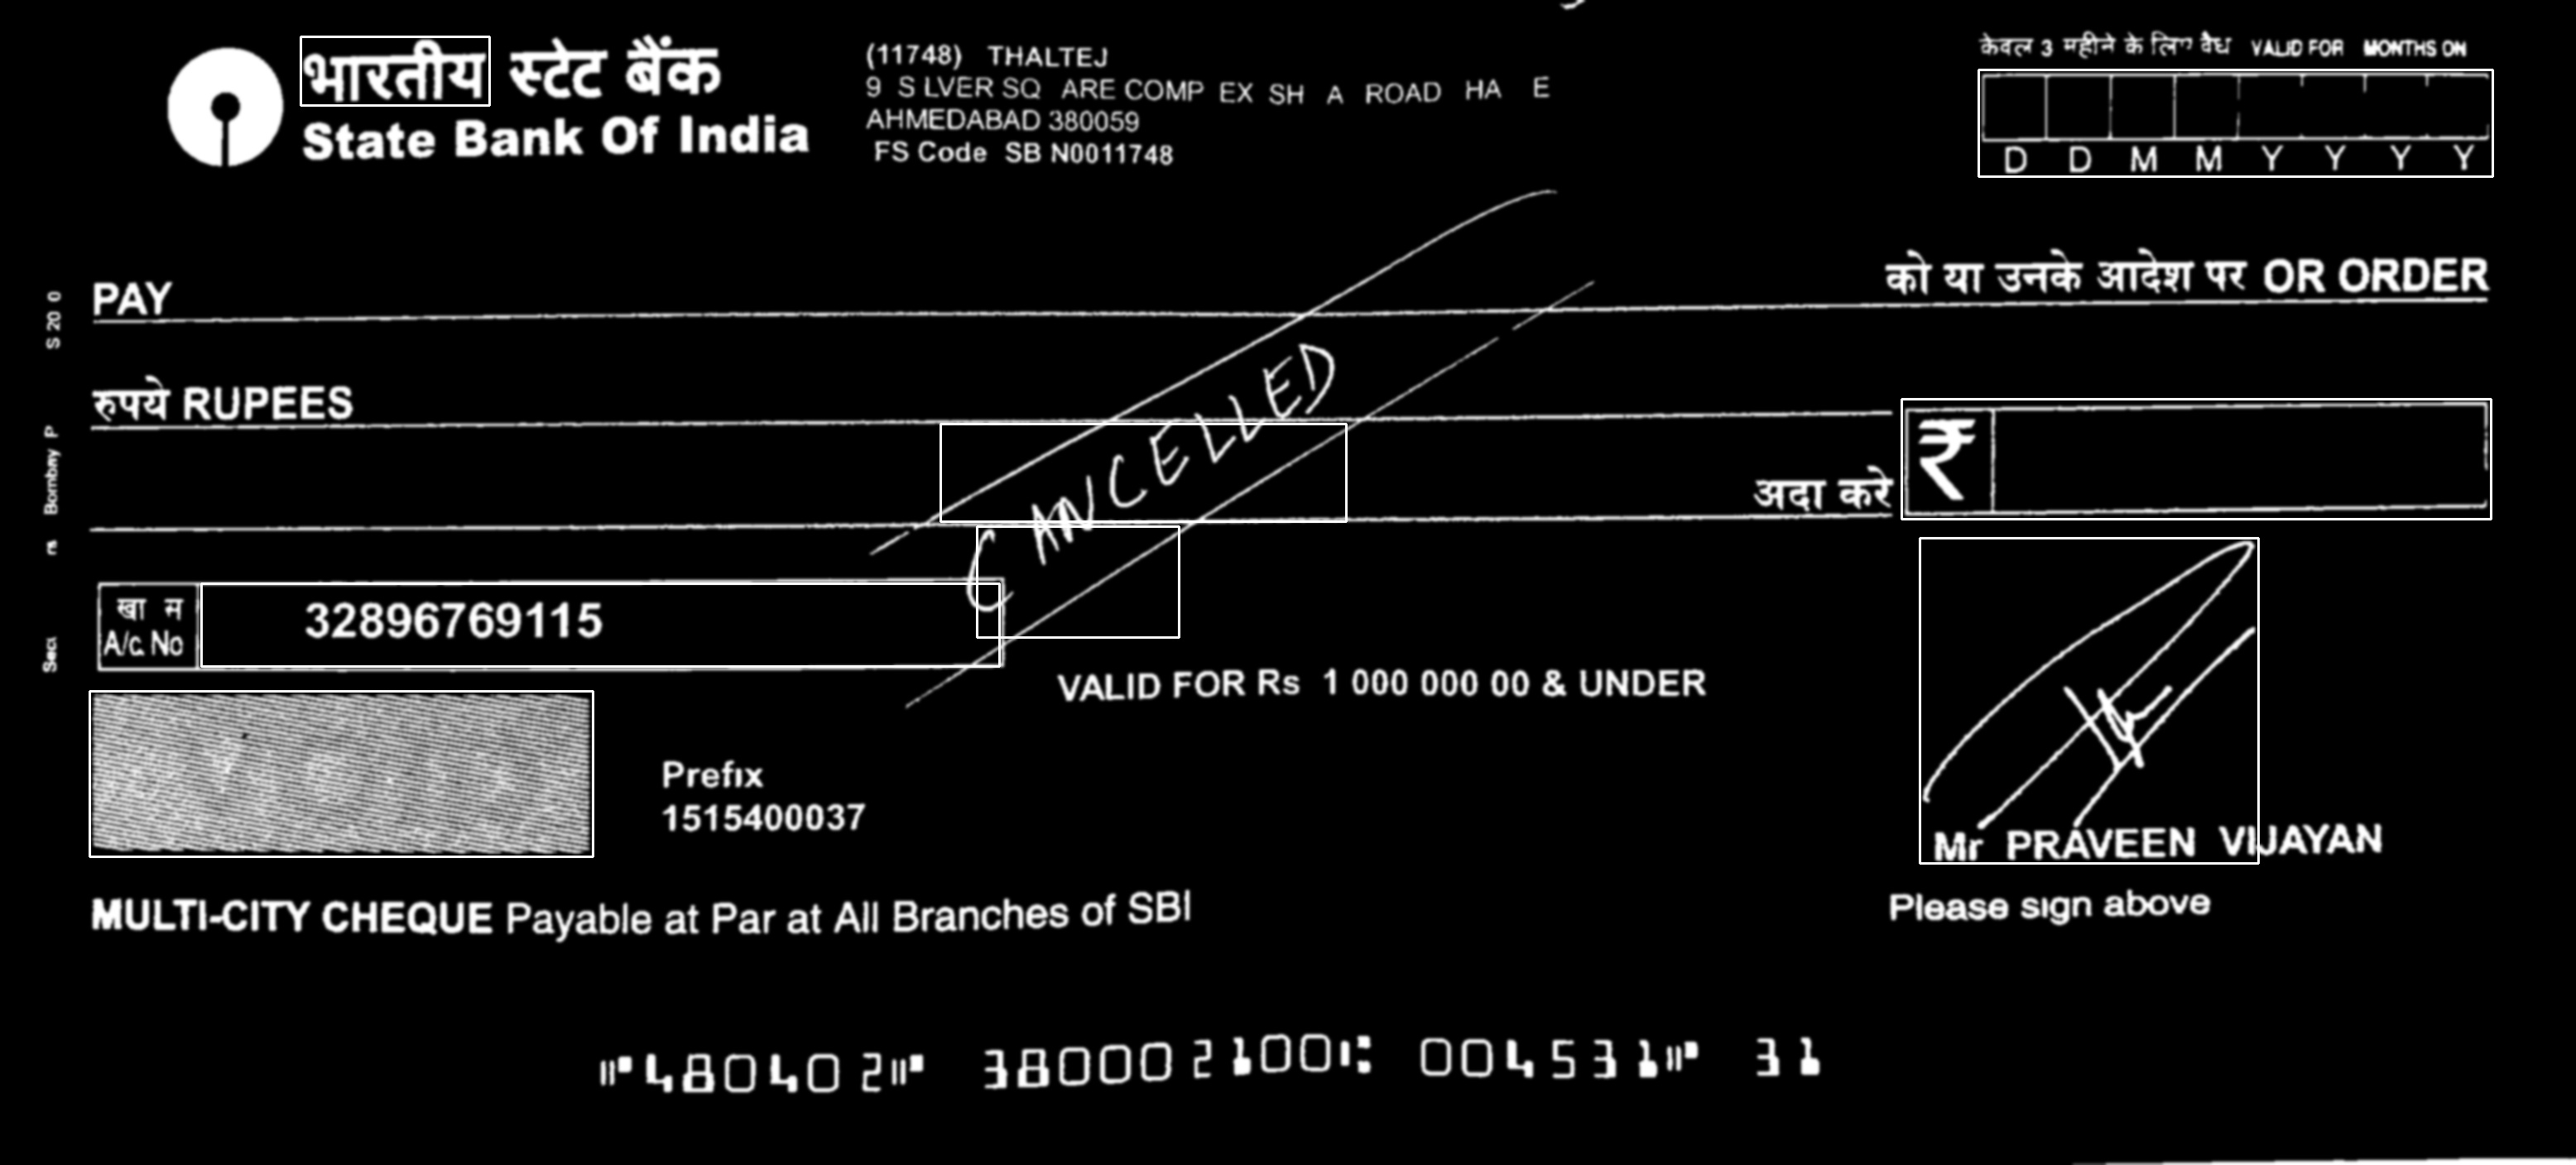 भारतीय स्टेट बैंक
State Bank Of India
(11748) THALTEJ
9 S LVER SQ ARE COMP EX SH A ROAD HA E
AHMEDABAD 380059
FS Code SB N0011748
केवल 3 महीने के लिए वैध VALID FOR MONTHS ON
D D M M Y Y Y Y
PAY
को या उनके आदेश पर OR ORDER
रुपये RUPEES
CANCELLED
अदा करे ₹
खा स
A/c. No
32896769115
VALID FOR Rs 1 000 000 00 & UNDER
Prefix
1515400037
Mr PRAVEEN VIJAYAN
Please sign above
MULTI-CITY CHEQUE Payable at Par at All Branches of SBI
⑈480402⑈ 380002100⑆ 004531⑈ 31
S 20 0
Bombay P